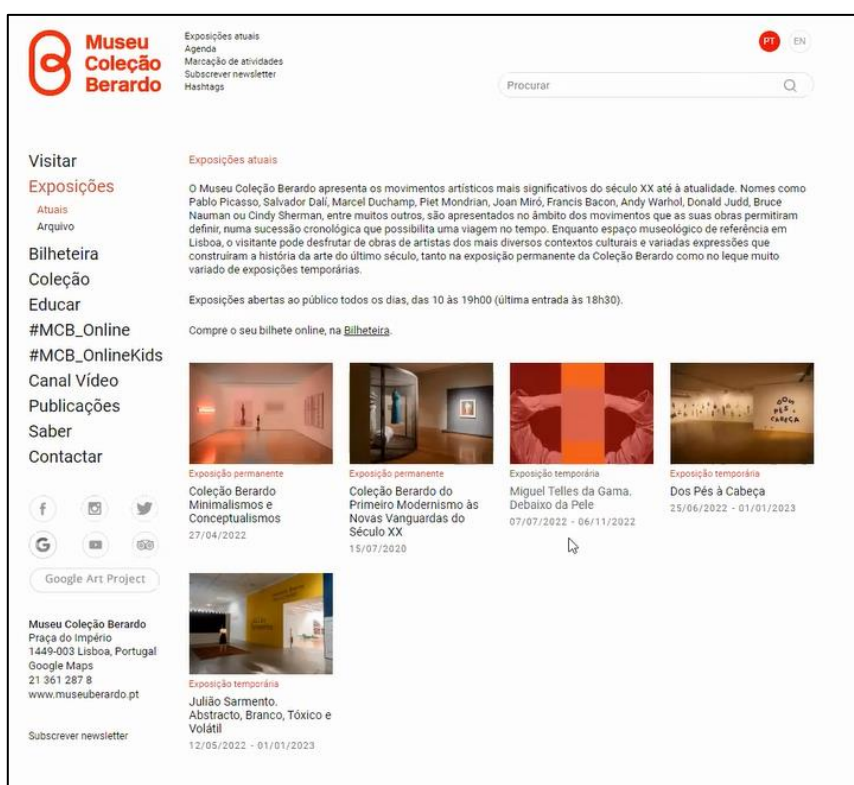 Museu
Coleção
Berardo
Exposições atuais
Agenda
Marcação de atividades
Subscrever newsletter
Hashtags
PT
EN
Procurar
Visitar
Exposições
Atuais
Arquivo
Bilheteira
Coleção
Educar
#MCB_Online
#MCB_OnlineKids
Canal Vídeo
Publicações
Saber
Contactar
Google Art Project
Museu Coleção Berardo
Praça do Império
1449-003 Lisboa, Portugal
Google Maps
21 361 287 8
www.museuberardo.pt
Subscrever newsletter
Exposições atuais
O Museu Coleção Berardo apresenta os movimentos artísticos mais significativos do século XX até à atualidade. Nomes como
Pablo Picasso, Salvador Dalí, Marcel Duchamp, Piet Mondrian, Joan Miró, Francis Bacon, Andy Warhol, Donald Judd, Bruce
Nauman ou Cindy Sherman, entre muitos outros, são apresentados no âmbito dos movimentos que as suas obras permitiram
definir, numa sucessão cronológica que possibilita uma viagem no tempo. Enquanto espaço museológico de referência em
Lisboa, o visitante pode desfrutar de obras de artistas dos mais diversos contextos culturais e variadas expressões que
construíram a história da arte do último século, tanto na exposição permanente da Coleção Berardo como no leque muito
variado de exposições temporárias.
Exposições abertas ao público todos os dias, das 10 às 19h00 (última entrada às 18h30).
Compre o seu bilhete online, na Bilheteira.
Exposição permanente
Coleção Berardo
Minimalismos e
Conceptualismos
27/04/2022
Exposição permanente
Coleção Berardo do
Primeiro Modernismo às
Novas Vanguardas do
Século XX
15/07/2020
Exposição temporária
Miguel Telles da Gama.
Debaixo da Pele
07/07/2022 - 06/11/2022
DOS
PÉS À
CABEÇA
Exposição temporária
Dos Pés à Cabeça
25/06/2022 - 01/01/2023
Exposição temporária
Julião Sarmento.
Abstracto, Branco, Tóxico e
Volátil
12/05/2022 - 01/01/2023